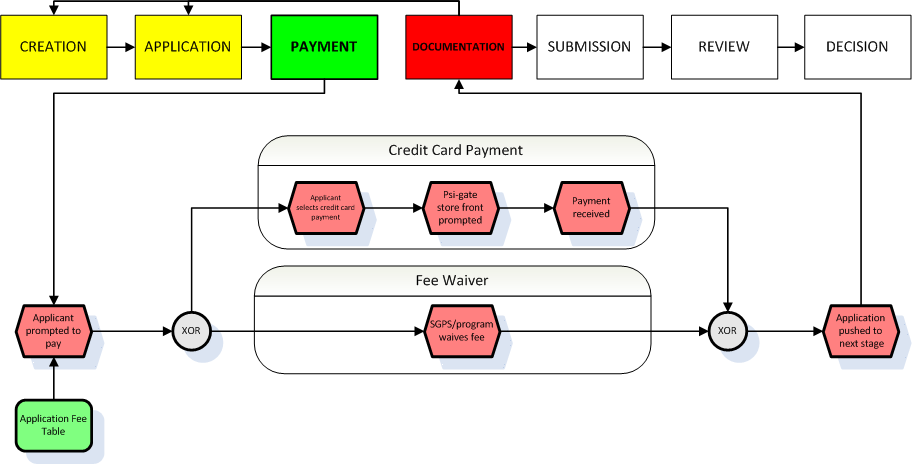 CREATION
APPLICATION
PAYMENT
DOCUMENTATION
SUBMISSION
REVIEW
DECISION
Credit Card Payment
Applicant
selects credit card
payment
Psi-gate
store front
prompted
Payment
received
Fee Waiver
Applicant
prompted to
pay
XOR
SGPS/program
waives fee
XOR
Application
pushed to
next stage
Application Fee
Table